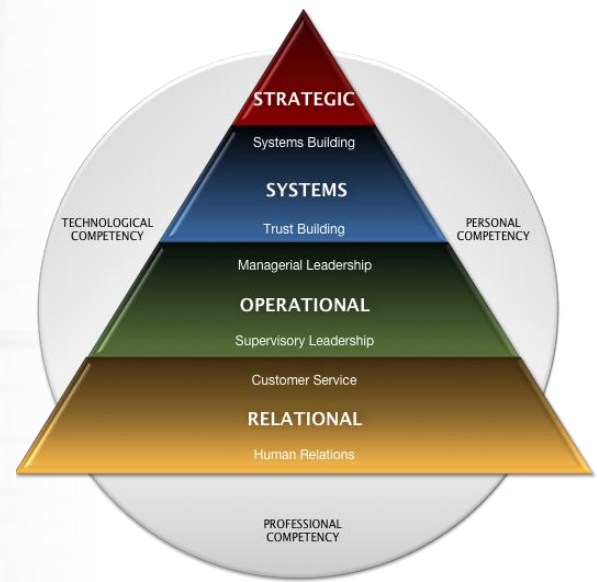 STRATEGIC
Systems Building
SYSTEMS
TECHNOLOGICAL
COMPETENCY
PERSONAL
COMPETENCY
Trust Building
Managerial Leadership
OPERATIONAL
Supervisory Leadership
Customer Service
RELATIONAL
Human Relations
PROFESSIONAL
COMPETENCY